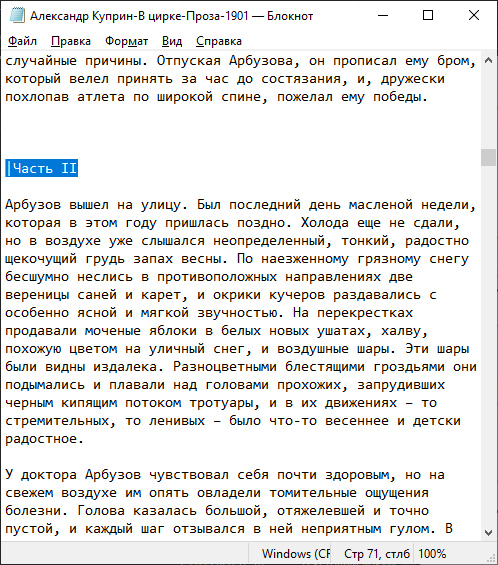 Александр Куприн-В цирке-Проза-1901 — Блокнот
Файл Правка Формат Вид Справка
случайные причины. Отпуская Арбузова, он прописал ему бром,
который велел принять за час до состязания, и, дружески
похлопав атлета по широкой спине, пожелал ему победы.
|Часть II
Арбузов вышел на улицу. Был последний день масленой недели,
которая в этом году пришлась поздно. Холода еще не сдали,
но в воздухе уже слышался неопределенный, тонкий, радостно
щекочущий грудь запах весны. По наезженному грязному снегу
бесшумно неслись в противоположных направлениях две
вереницы саней и карет, и окрики кучеров раздавались с
особенно ясной и мягкой звучностью. На перекрестках
продавали моченые яблоки в белых новых ушатах, халву,
похожую цветом на уличный снег, и воздушные шары. Эти шары
были видны издалека. Разноцветными блестящими гроздьями они
подымались и плавали над головами прохожих, запрудивших
черным кипящим потоком тротуары, и в их движениях – то
стремительных, то ленивых – было что-то весеннее и детски
радостное.
У доктора Арбузов чувствовал себя почти здоровым, но на
свежем воздухе им опять овладели томительные ощущения
болезни. Голова казалась большой, отяжелевшей и точно
пустой, и каждый шаг отзывался в ней неприятным гулом. В
Windows (CF Стр 71, стлб 100%